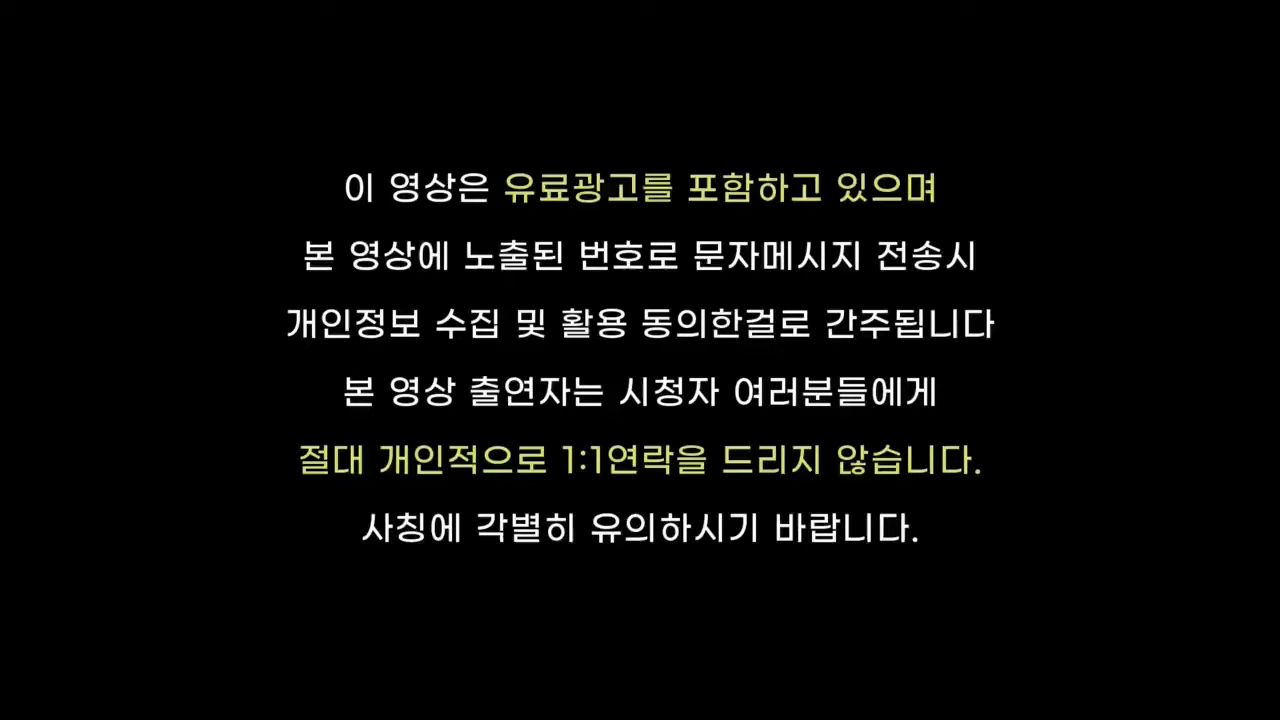 이 영상은 유료광고를 포함하고 있으며
본 영상에 노출된 번호로 문자메시지 전송시
개인정보 수집 및 활용 동의한걸로 간주됩니다
본 영상 출연자는 시청자 여러분들에게
절대 개인적으로 1:1연락을 드리지 않습니다.
사칭에 각별히 유의하시기 바랍니다.